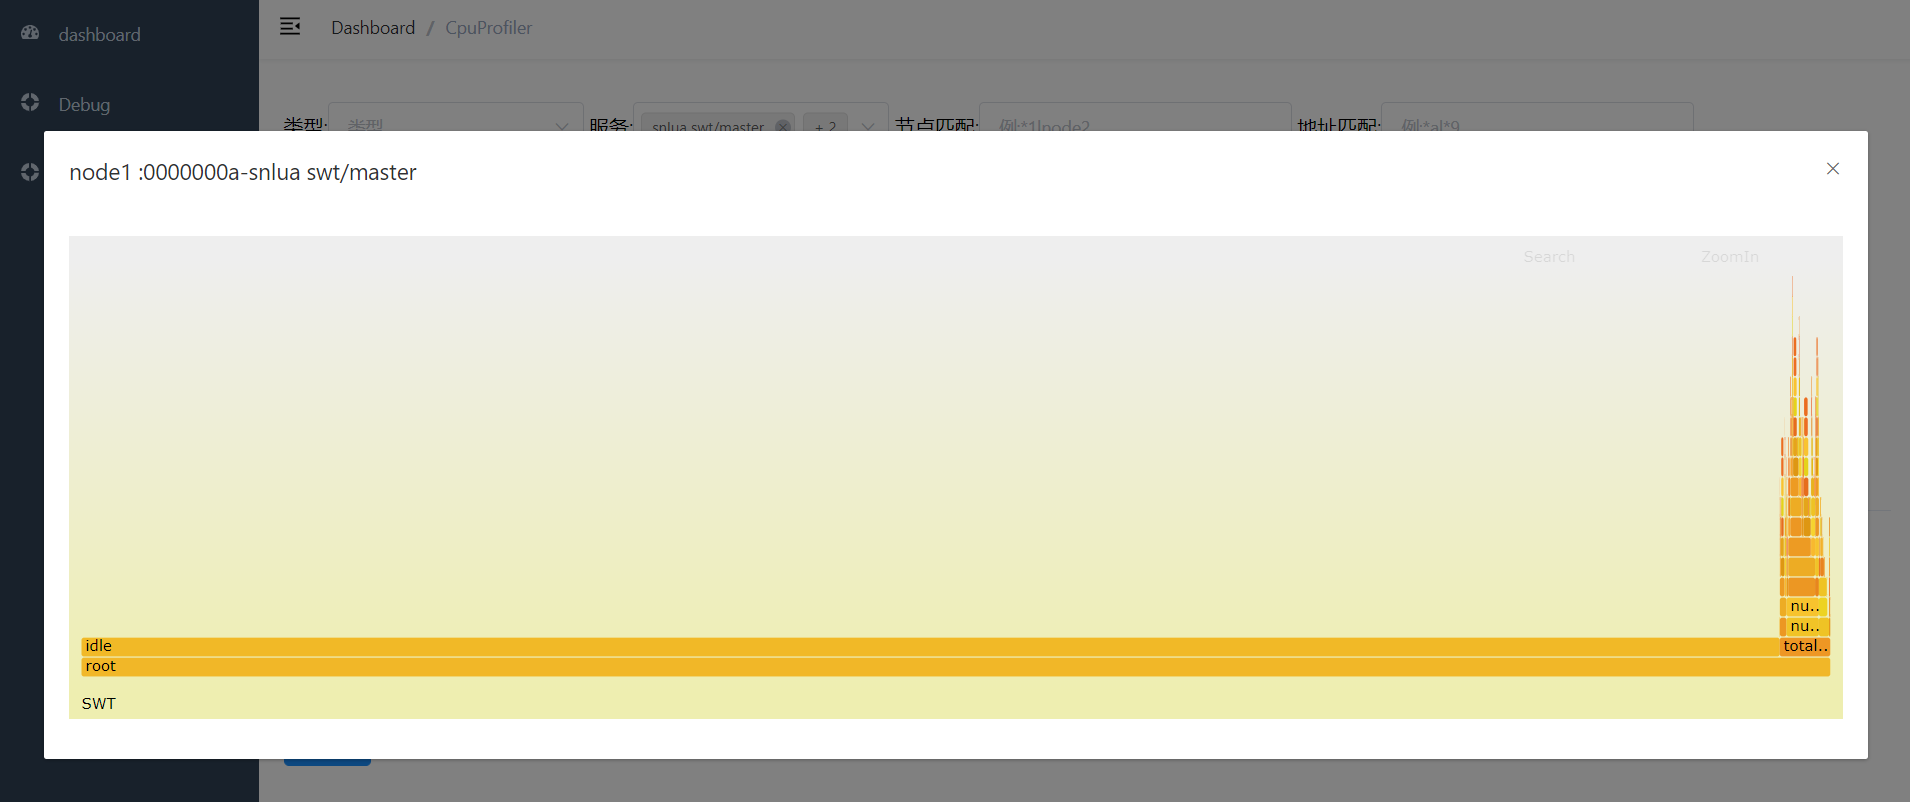 dashboard
Dashboard / CpuProfiler
Debug
类型: 类型 服务: snlua swt/master + 2 节点匹配: 例:*1|node2 地址匹配: 例:*a|*9
node1 :0000000a-snlua swt/master
Search ZoomIn
nu..
nu..
idle total..
root
SWT